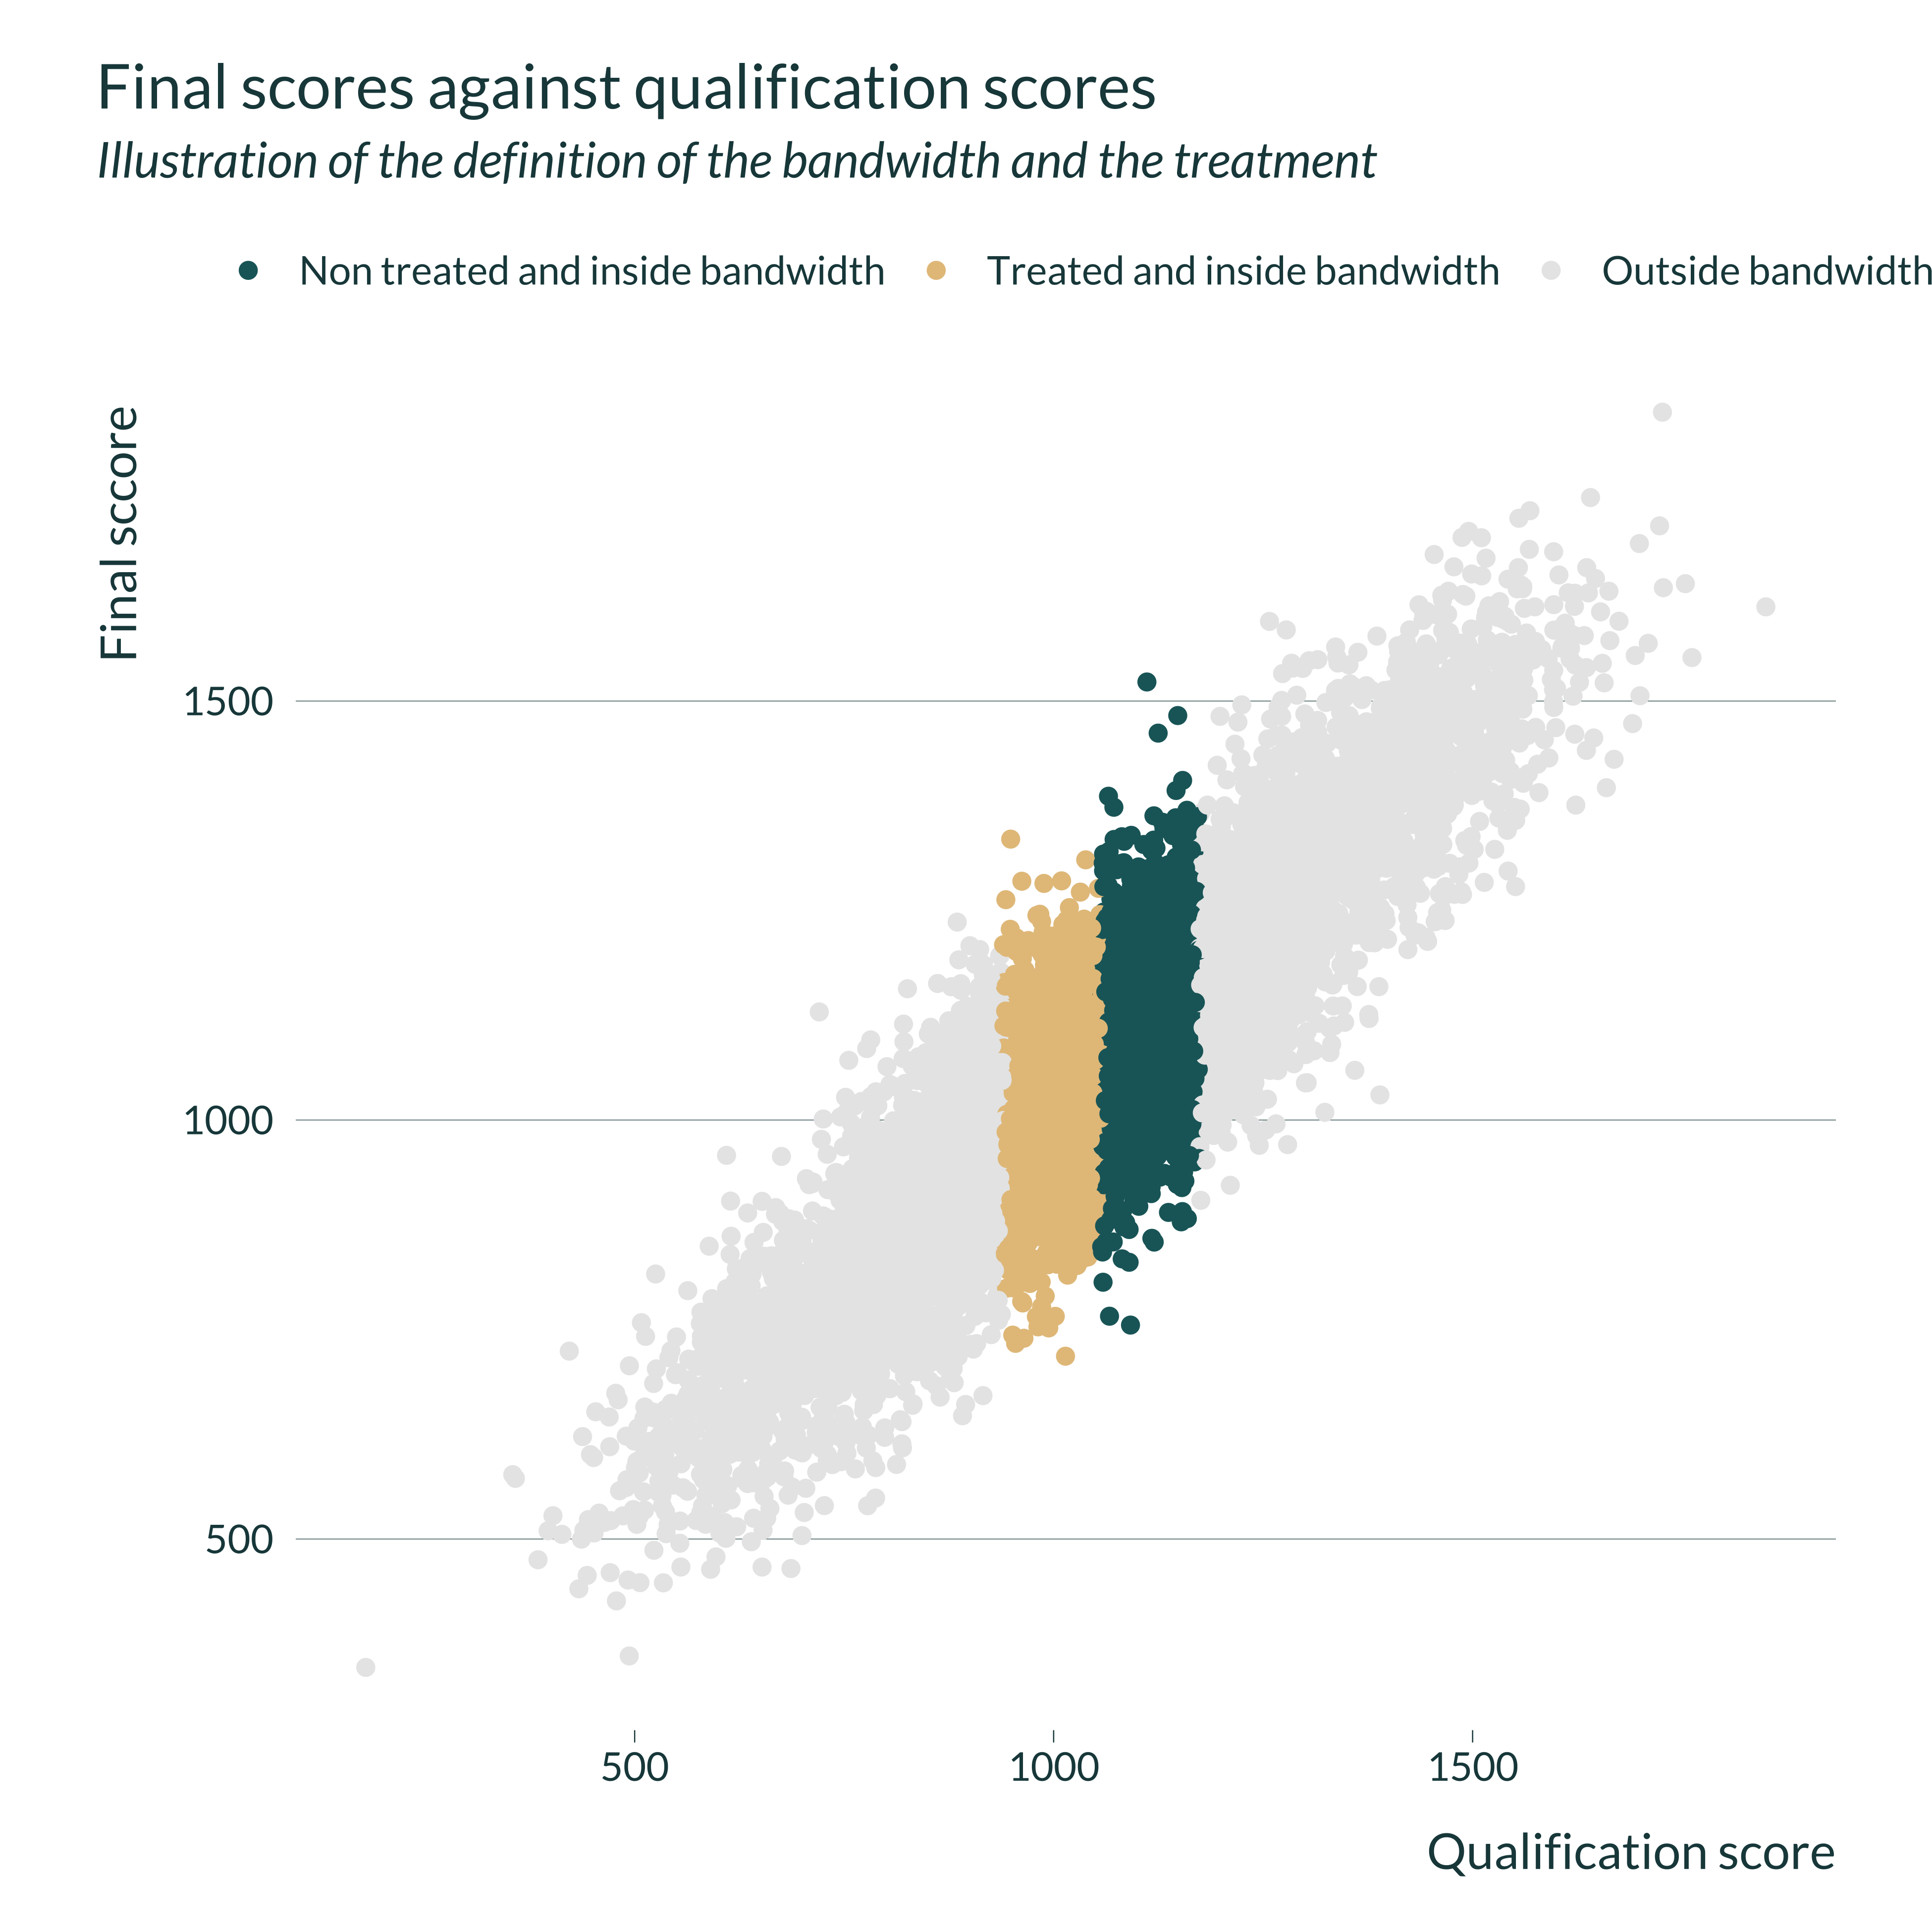 Final scores against qualification scores
Illustration of the definition of the bandwidth and the treatment
Non treated and inside bandwidth Treated and inside bandwidth Outside bandwidth
Final sccore
1500
1000
500
500 1000 1500
Qualification score